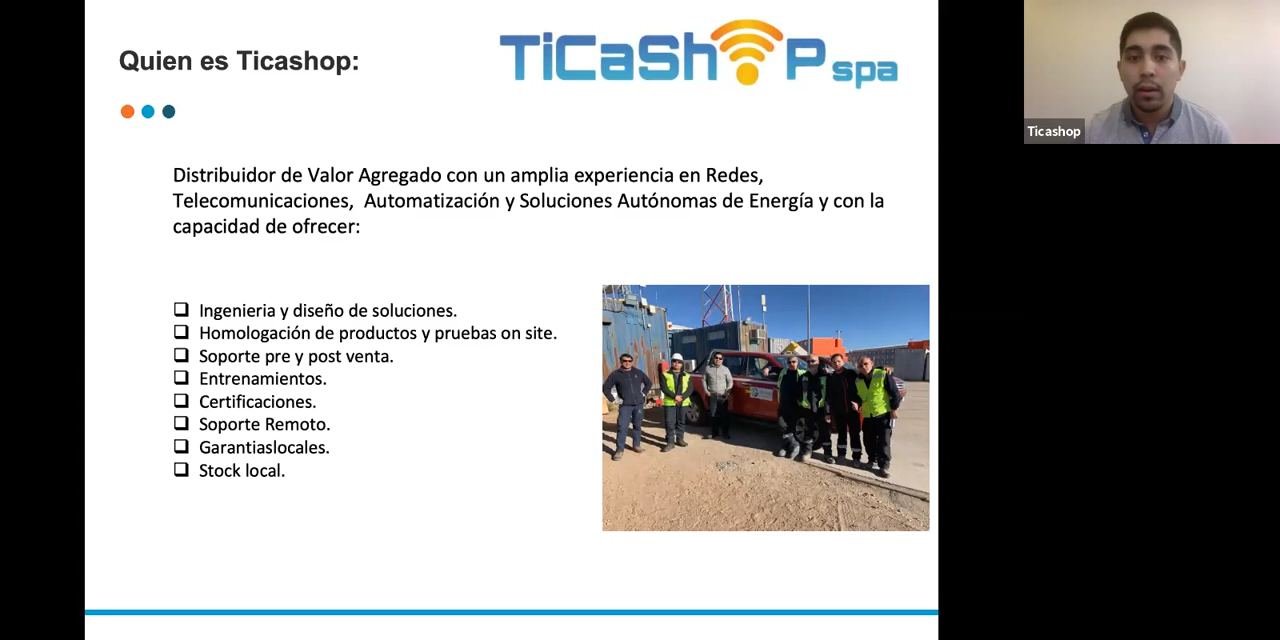 Quien es Ticashop:
TiCaShOP spa
Ticashop
Distribuidor de Valor Agregado con un amplia experiencia en Redes,
Telecomunicaciones, Automatización y Soluciones Autónomas de Energía y con la
capacidad de ofrecer:
Ingenieria y diseño de soluciones.
Homologación de productos y pruebas on site.
Soporte pre y post venta.
Entrenamientos.
Certificaciones.
Soporte Remoto.
Garantiaslocales.
Stock local.